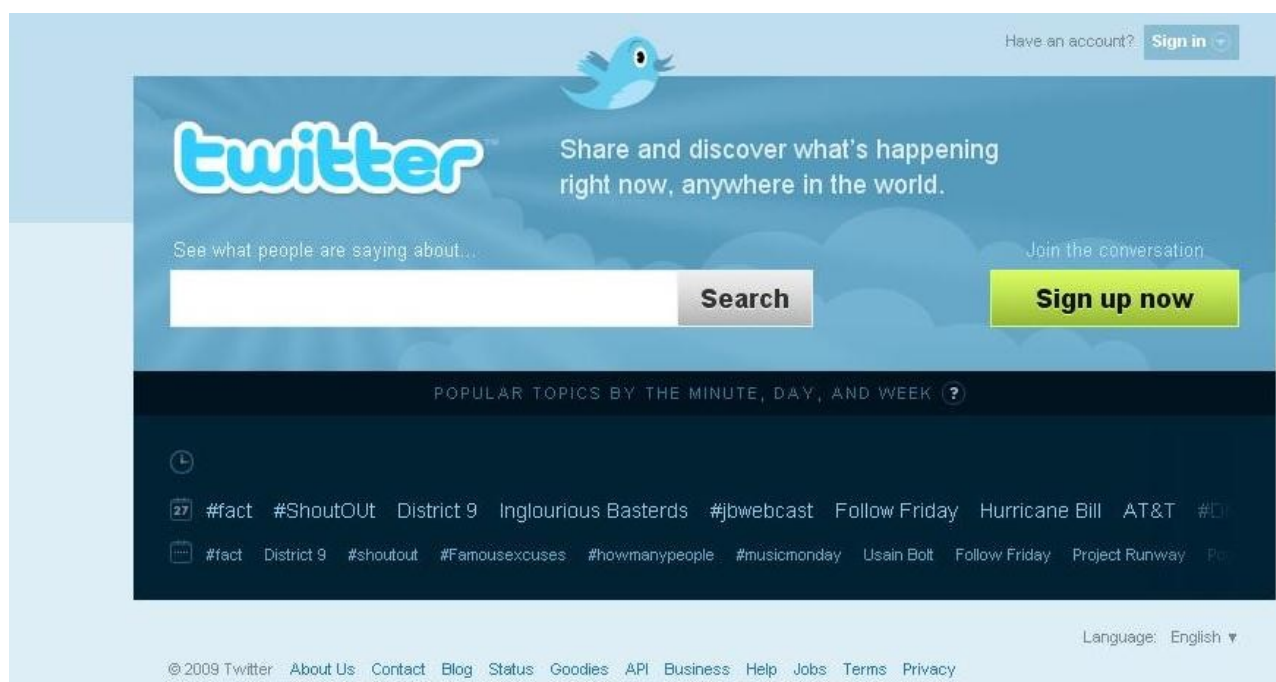 Have an account? Sign in
twitter™
Share and discover what's happening
right now, anywhere in the world.
See what people are saying about...
Search
Join the conversation
Sign up now
POPULAR TOPICS BY THE MINUTE, DAY, AND WEEK ?
27 #fact #ShoutOUt District 9 Inglourious Basterds #jbwebcast Follow Friday Hurricane Bill AT&T
#fact District 9 #shoutout #Famousexcuses #howmanypeople #musicmonday Usain Bolt Follow Friday Project Runway
Language: English
© 2009 Twitter About Us Contact Blog Status Goodies API Business Help Jobs Terms Privacy